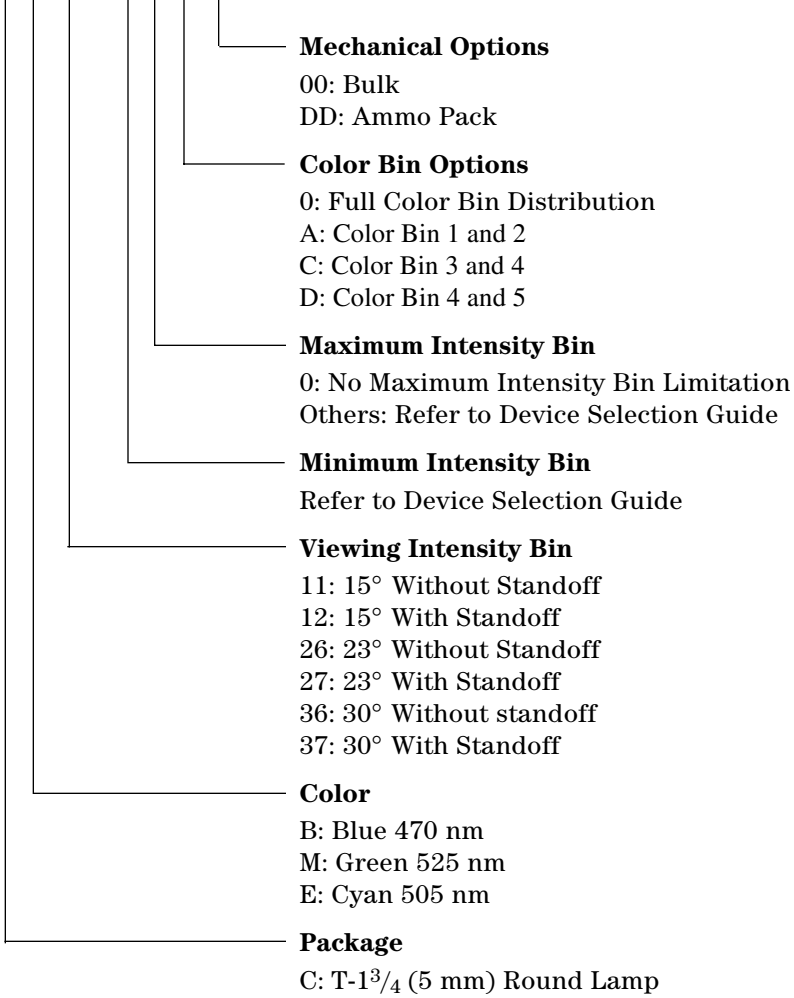 Mechanical Options
00: Bulk
DD: Ammo Pack
Color Bin Options
0: Full Color Bin Distribution
A: Color Bin 1 and 2
C: Color Bin 3 and 4
D: Color Bin 4 and 5
Maximum Intensity Bin
0: No Maximum Intensity Bin Limitation
Others: Refer to Device Selection Guide
Minimum Intensity Bin
Refer to Device Selection Guide
Viewing Intensity Bin
11: 15° Without Standoff
12: 15° With Standoff
26: 23° Without Standoff
27: 23° With Standoff
36: 30° Without standoff
37: 30° With Standoff
Color
B: Blue 470 nm
M: Green 525 nm
E: Cyan 505 nm
Package
C: T-1³/₄ (5 mm) Round Lamp